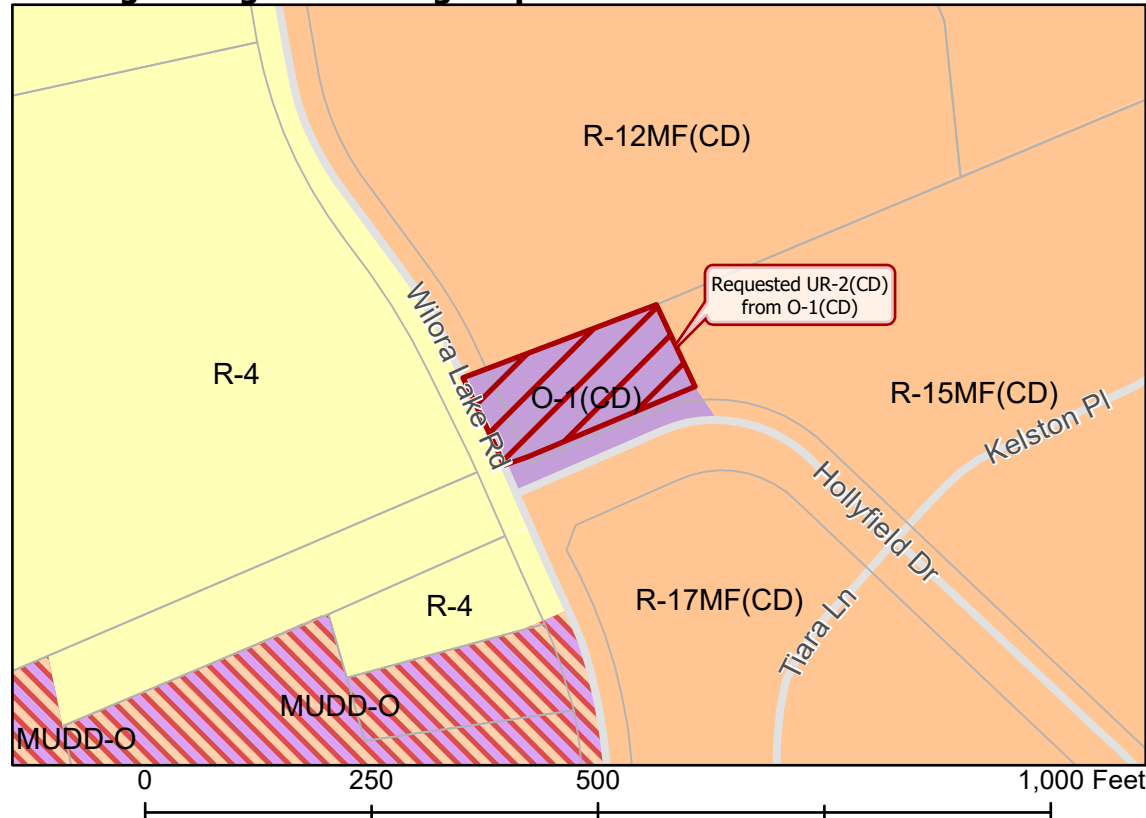 R-12MF(CD)
Requested UR-2(CD)
from O-1(CD)
Wilora Lake Rd
R-4
O-1(CD)
R-15MF(CD)
Kelston Pl
Hollyfield Dr
R-4
R-17MF(CD)
Tiara Ln
MUDD-O
MUDD-O
0 250 500 1,000 Feet